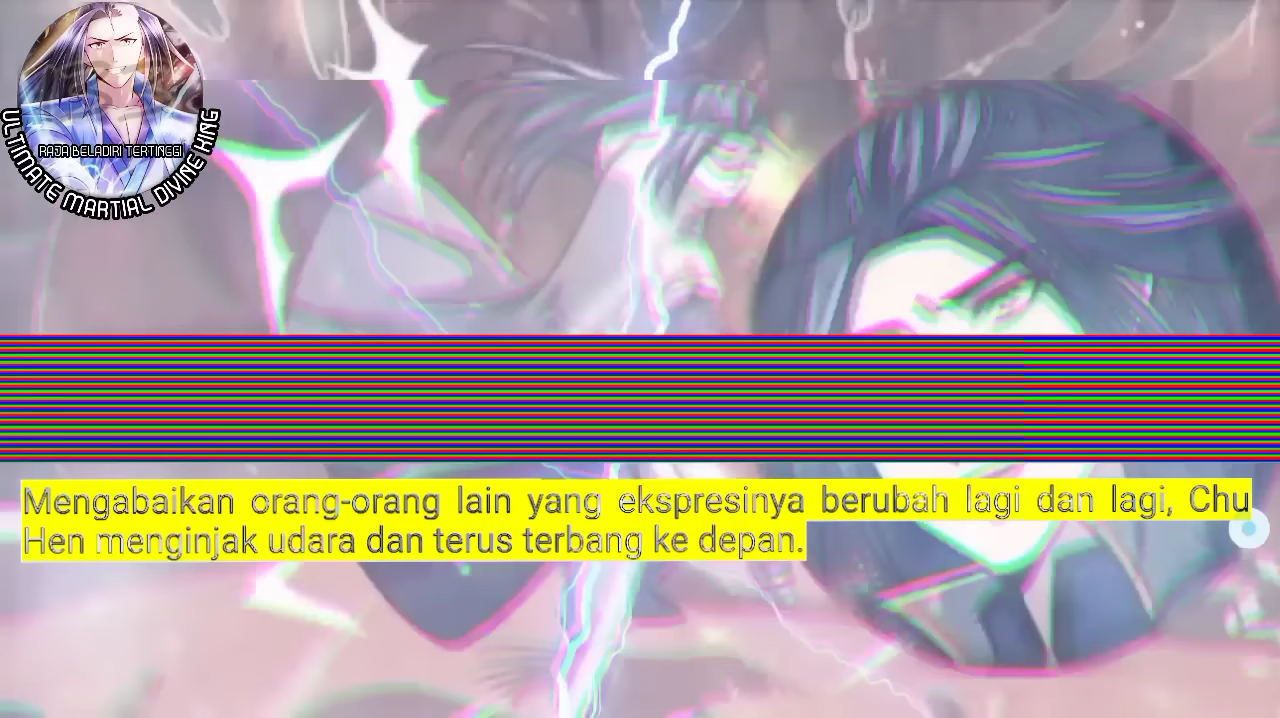 RAJA BELADIRI TERTINGGI
ULTIMATE MARTIAL DIVINE KING
Mengabaikan orang-orang lain yang ekspresinya berubah lagi dan lagi, Chu
Hen menginjak udara dan terus terbang ke depan.